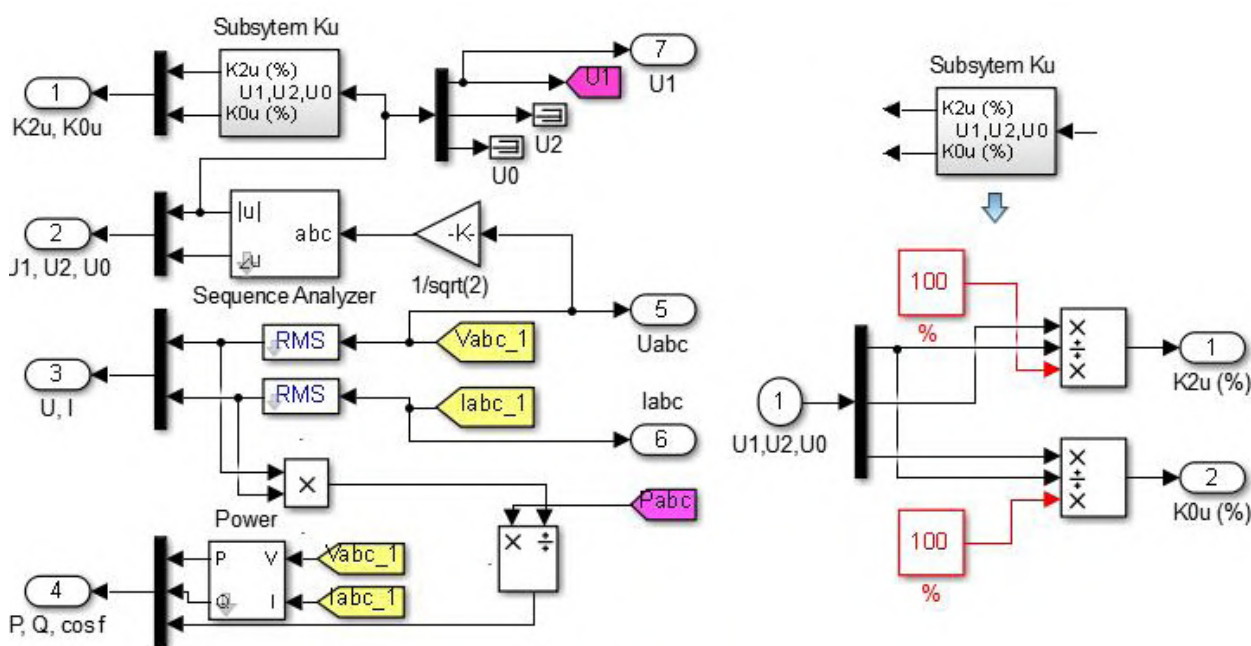 Subsytem Ku
K2u (%)
U1,U2,U0
K0u (%)
1
K2u, K0u
7
U1
U1
U2
U0
2
J1, U2, U0
|u|
∠u
abc
-K-
1/sqrt(2)
Sequence Analyzer
5
Uabc
RMS
Vabc_1
3
U, I
RMS
Iabc_1
Iabc
6
×
Pabc
× ÷
Power
P
V
Vabc_1
Q
I
Iabc_1
4
P, Q, cosf
Subsytem Ku
K2u (%)
U1,U2,U0
K0u (%)
100
%
×
÷
×
1
K2u (%)
1
U1,U2,U0
×
÷
×
2
K0u (%)
100
%